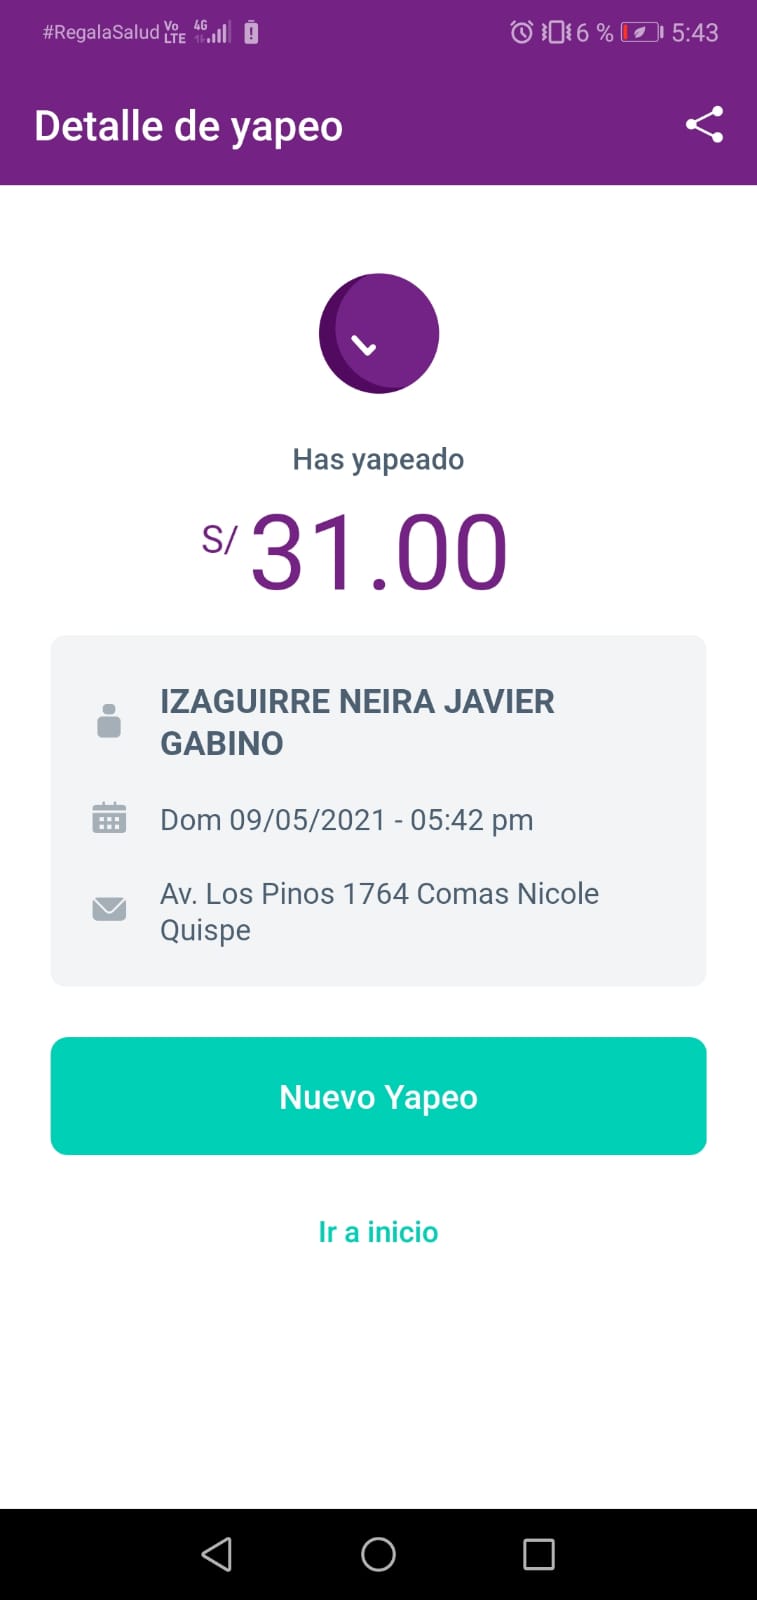 #RegalaSalud Vo LTE 4G 6 % 5:43
Detalle de yapeo
Has yapeado
S/ 31.00
IZAGUIRRE NEIRA JAVIER
GABINO
Dom 09/05/2021 - 05:42 pm
Av. Los Pinos 1764 Comas Nicole
Quispe
Nuevo Yapeo
Ir a inicio